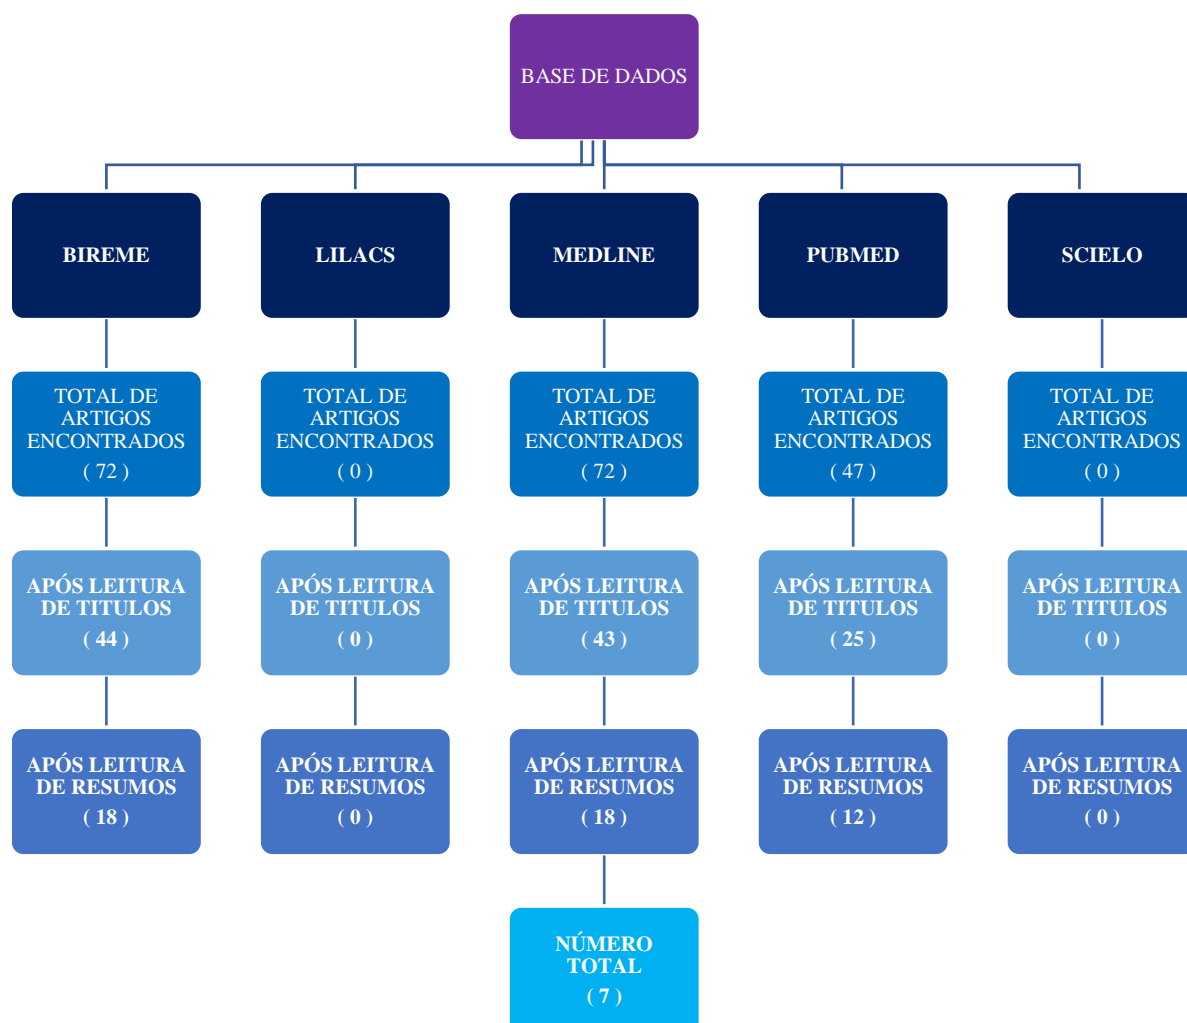 BASE DE DADOS
BIREME
LILACS
MEDLINE
PUBMED
SCIELO
TOTAL DE
ARTIGOS
ENCONTRADOS
( 72 )
TOTAL DE
ARTIGOS
ENCONTRADOS
( 0 )
TOTAL DE
ARTIGOS
ENCONTRADOS
( 72 )
TOTAL DE
ARTIGOS
ENCONTRADOS
( 47 )
TOTAL DE
ARTIGOS
ENCONTRADOS
( 0 )
APÓS LEITURA
DE TITULOS
( 44 )
APÓS LEITURA
DE TITULOS
( 0 )
APÓS LEITURA
DE TITULOS
( 43 )
APÓS LEITURA
DE TITULOS
( 25 )
APÓS LEITURA
DE TITULOS
( 0 )
APÓS LEITURA
DE RESUMOS
( 18 )
APÓS LEITURA
DE RESUMOS
( 0 )
APÓS LEITURA
DE RESUMOS
( 18 )
APÓS LEITURA
DE RESUMOS
( 12 )
APÓS LEITURA
DE RESUMOS
( 0 )
NÚMERO
TOTAL
( 7 )